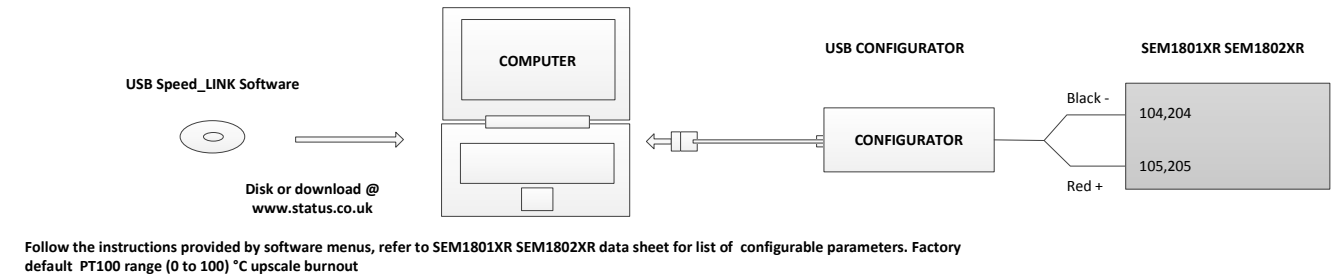 USB Speed_LINK Software
Disk or download @
www.status.co.uk
COMPUTER
USB CONFIGURATOR
CONFIGURATOR
SEM1801XR SEM1802XR
Black -
104,204
105,205
Red +
Follow the instructions provided by software menus, refer to SEM1801XR SEM1802XR data sheet for list of configurable parameters. Factory
default PT100 range (0 to 100) °C upscale burnout